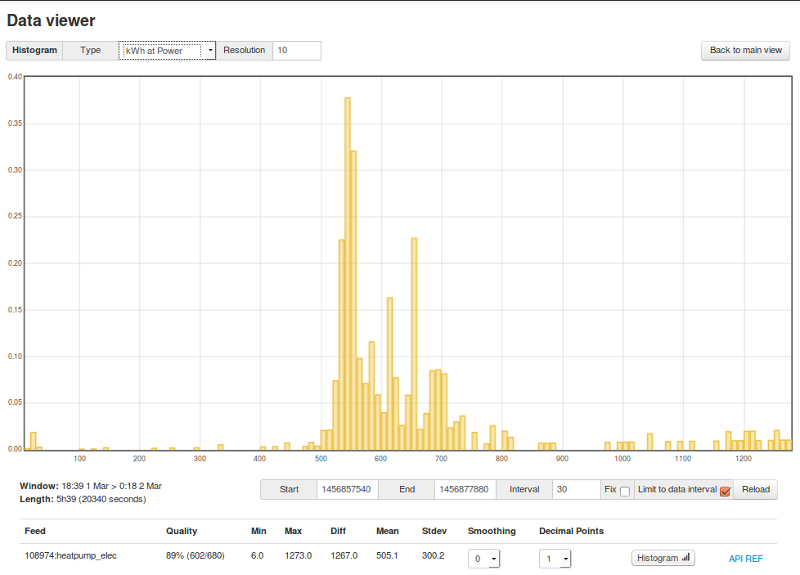 Data viewer
Histogram Type kWh at Power Resolution 10 Back to main view
0.40
0.35
0.30
0.25
0.20
0.15
0.10
0.05
0.00
100 200 300 400 500 600 700 800 900 1000 1100 1200
Window: 18:39 1 Mar > 0:18 2 Mar
Length: 5h39 (20340 seconds)
Start 1456857540 End 1456877880 Interval 30 Fix Limit to data interval Reload
Feed Quality Min Max Diff Mean Stdev Smoothing Decimal Points
108974:heatpump_elec 89% (602/680) 6.0 1273.0 1267.0 505.1 300.2 0 1 Histogram API REF